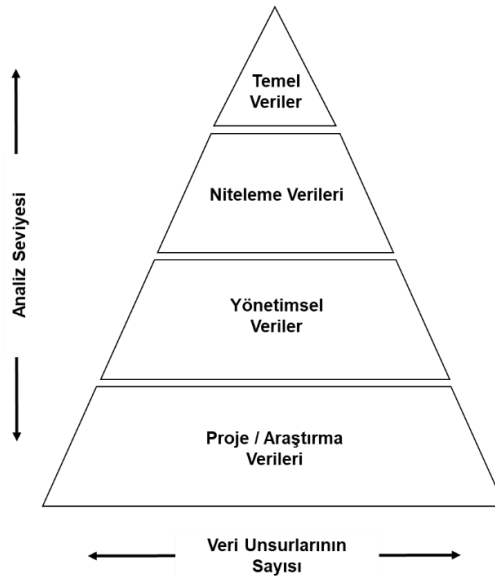 Temel
Veriler
Niteleme Verileri
Yönetimsel
Veriler
Proje / Araştırma
Verileri
Analiz Seviyesi
Veri Unsurlarının
Sayısı